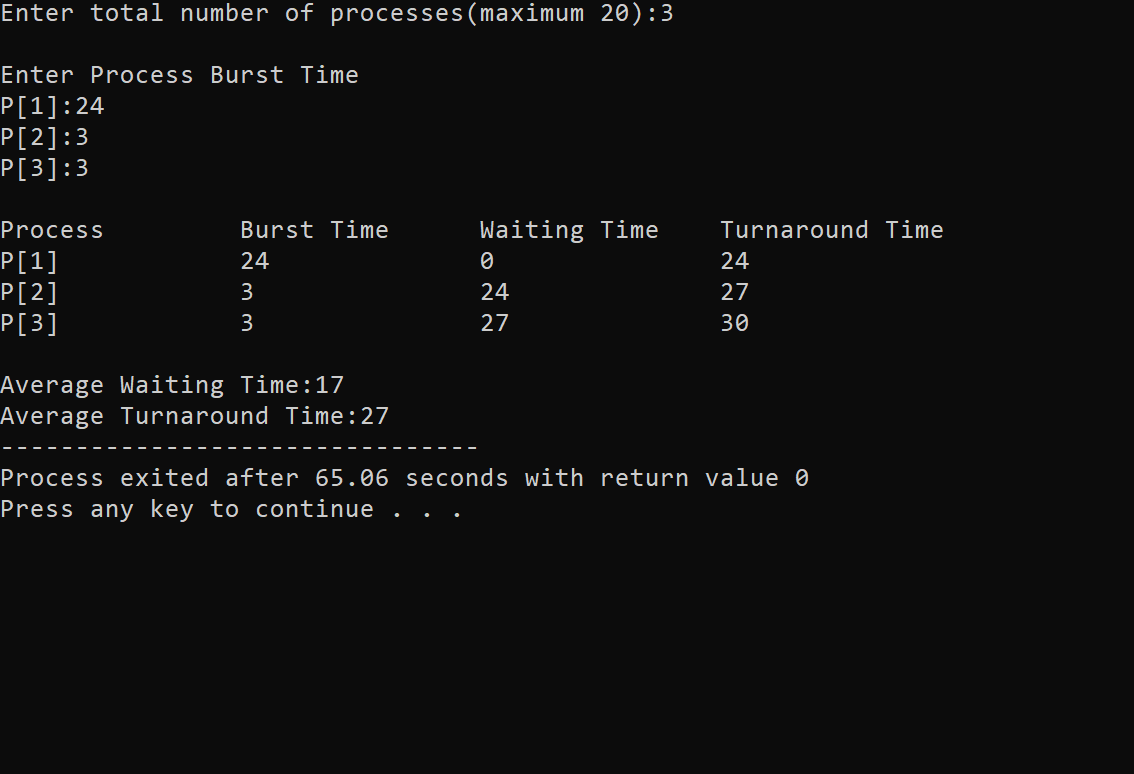 Enter total number of processes(maximum 20):3
Enter Process Burst Time
P[1]:24
P[2]:3
P[3]:3
Process Burst Time Waiting Time Turnaround Time
P[1] 24 0 24
P[2] 3 24 27
P[3] 3 27 30
Average Waiting Time:17
Average Turnaround Time:27
--------------------------------
Process exited after 65.06 seconds with return value 0
Press any key to continue . . .